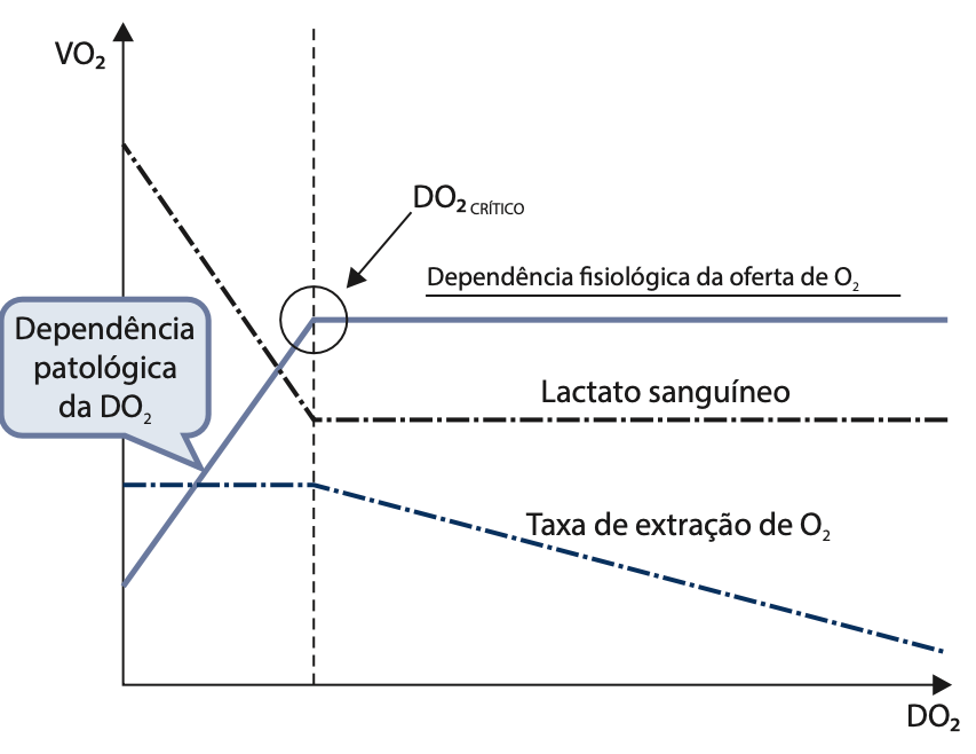 VO₂
DO₂ CRÍTICO
Dependência fisiológica da oferta de O₂
Dependência
patológica
da DO₂
Lactato sanguíneo
Taxa de extração de O₂
DO₂